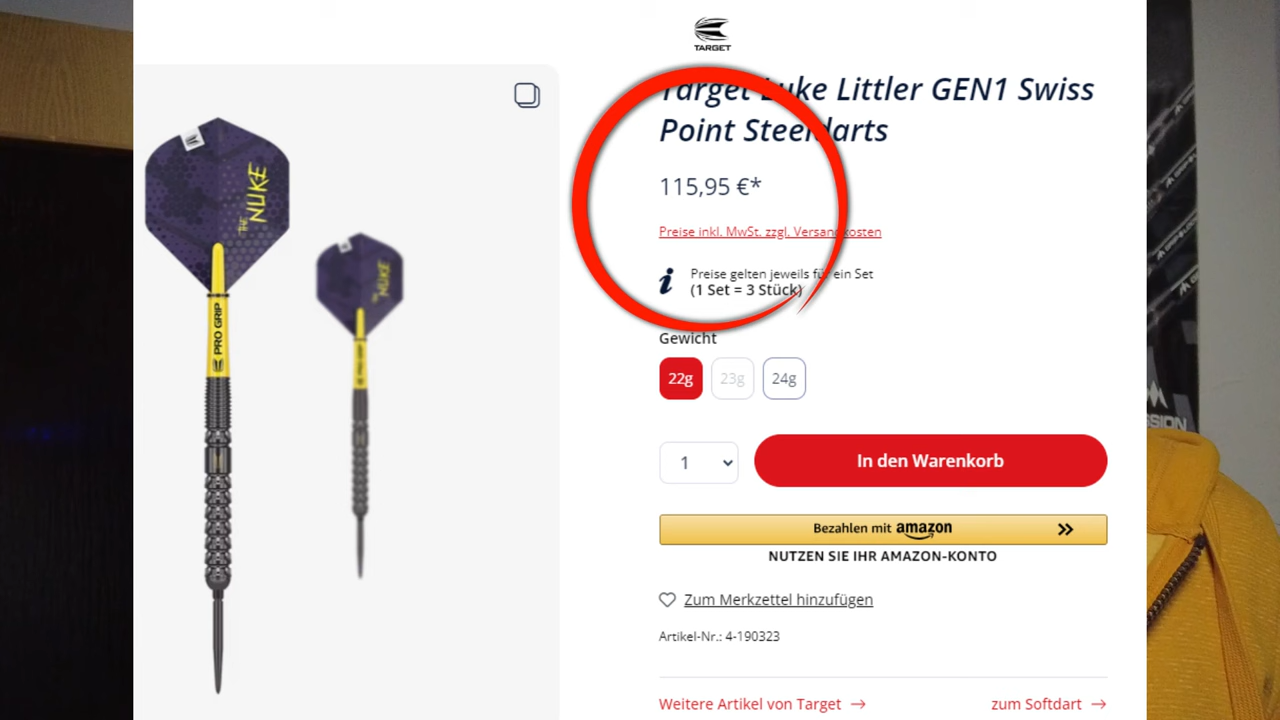 TARGET
Target Luke Littler GEN1 Swiss
Point Steeldarts
115,95 €*
Preise inkl. MwSt. zzgl. Versandkosten
Preise gelten jeweils für ein Set
(1 Set = 3 Stück)
Gewicht
22g 23g 24g
1
In den Warenkorb
Bezahlen mit amazon
NUTZEN SIE IHR AMAZON-KONTO
Zum Merkzettel hinzufügen
Artikel-Nr.: 4-190323
Weitere Artikel von Target
zum Softdart
THE NUKE
PRO GRIP
THE NUKE
PRO GRIP